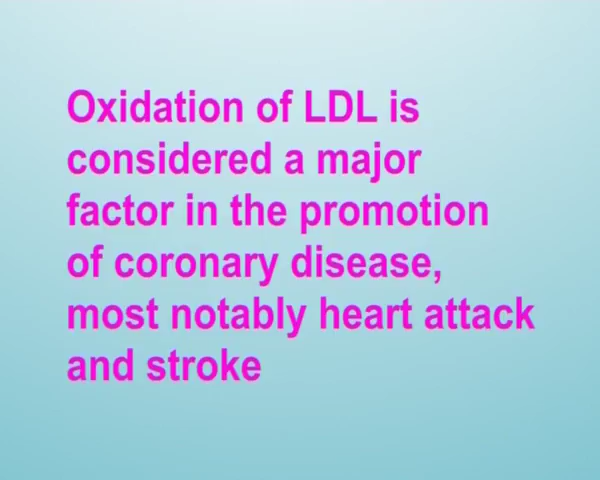 Oxidation of LDL is
considered a major
factor in the promotion
of coronary disease,
most notably heart attack
and stroke